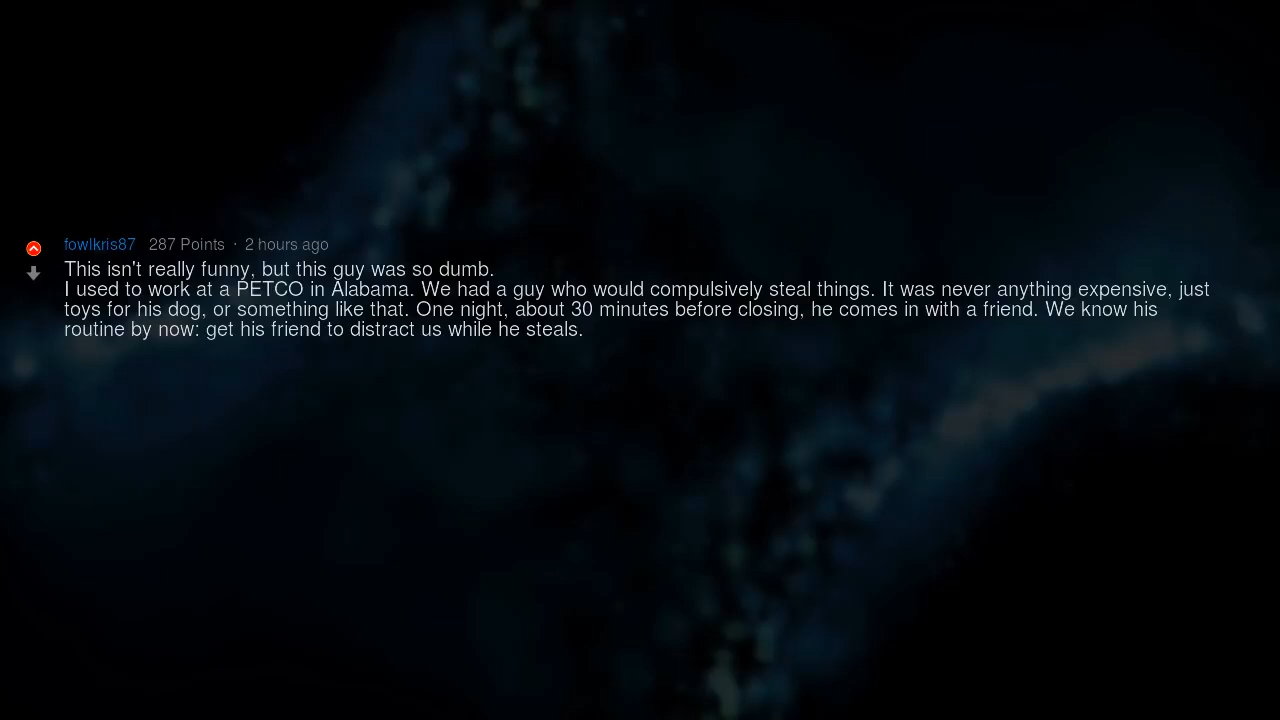 fowlkris87 287 Points · 2 hours ago
This isn't really funny, but this guy was so dumb.
I used to work at a PETCO in Alabama. We had a guy who would compulsively steal things. It was never anything expensive, just
toys for his dog, or something like that. One night, about 30 minutes before closing, he comes in with a friend. We know his
routine by now: get his friend to distract us while he steals.